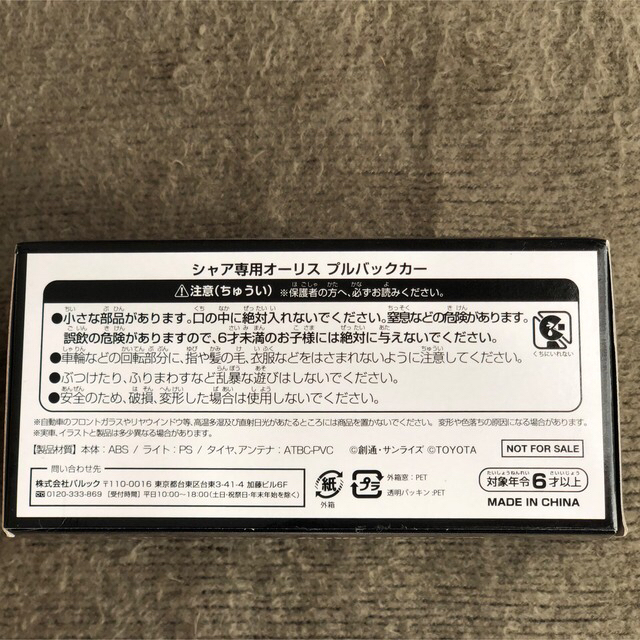 シャア専用オーリス プルバックカー
注意(ちゅうい) ※保護者の方へ、必ずお読みください。
●小さな部品があります。口の中に絶対入れないでください。窒息などの危険があります。
誤飲の危険がありますので、6才未満のお子様には絶対に与えないでください。
●車輪などの回転部分に、指や髪の毛、衣服などをはさまれないように注意してください。
●ぶつけたり、ふりまわすなど乱暴な遊びはしないでください。
●安全のため、破損、変形した場合は使用しないでください。
くちにいれない
※自動車のフロントガラスやリヤウインドウ等、高温多湿及び直射日光があたるところには商品を置かないでください。 変形や色落ちの原因になる場合があります。
※実車、イラストと製品は多少異なる場合があります。
【製品材質】本体:ABS / ライト:PS / タイヤ、アンテナ:ATBC-PVC ©創通・サンライズ ©TOYOTA
NOT FOR SALE
問い合わせ先
株式会社バルック 〒110-0016 東京都台東区台東3-41-4 加藤ビル6F
0120-333-869 [受付時間]平日10:00~18:00(土日・祝祭日・年末年始を除く)
紙
外箱
プラ
外箱窓:PET
透明パッキン:PET
対象年令6才以上
MADE IN CHINA